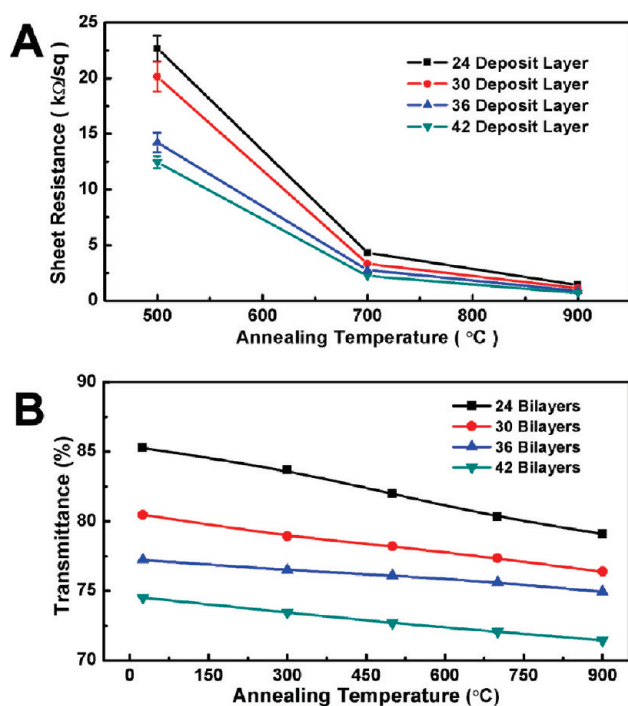 A
25
20
15
10
5
0
Sheet Resistance ( kΩ/sq )
24 Deposit Layer
30 Deposit Layer
36 Deposit Layer
42 Deposit Layer
500 600 700 800 900
Annealing Temperature ( °C )
B
90
85
80
75
70
Transmittance (%)
24 Bilayers
30 Bilayers
36 Bilayers
42 Bilayers
0 150 300 450 600 750 900
Annealing Temperature (°C)